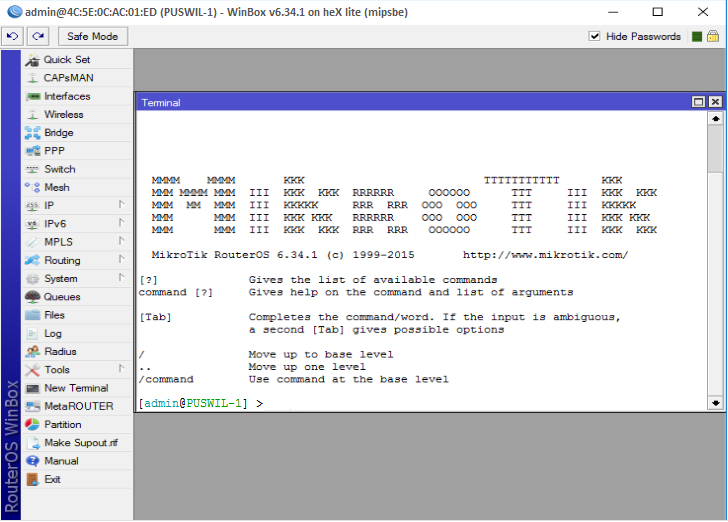 admin@4C:5E:0C:AC:01:ED (PUSWIL-1) - WinBox v6.34.1 on heX lite (mipsbe)
Safe Mode
Hide Passwords
Quick Set
CAPsMAN
Interfaces
Wireless
Bridge
PPP
Switch
Mesh
IP
IPv6
MPLS
Routing
System
Queues
Files
Log
Radius
Tools
New Terminal
MetaROUTER
Partition
Make Supout.rif
Manual
Exit
RouterOS WinBox
Terminal
MMMM    MMMM       KKK                          TTTTTTTTTTT      KKK
MMM MMMM MMM  III  KKK  KKK  RRRRRR     OOOOOO      TTT     III  KKK  KKK
MMM  MM  MMM  III  KKKKK     RRR  RRR  OOO  OOO     TTT     III  KKKKK
MMM      MMM  III  KKK KKK   RRRRRR    OOO  OOO     TTT     III  KKK KKK
MMM      MMM  III  KKK  KKK  RRR  RRR   OOOOOO      TTT     III  KKK  KKK
MikroTik RouterOS 6.34.1 (c) 1999-2015       http://www.mikrotik.com/
[?]             Gives the list of available commands
command [?]     Gives help on the command and list of arguments
[Tab]           Completes the command/word. If the input is ambiguous,
a second [Tab] gives possible options
/               Move up to base level
..              Move up one level
/command        Use command at the base level
[admin@PUSWIL-1] >